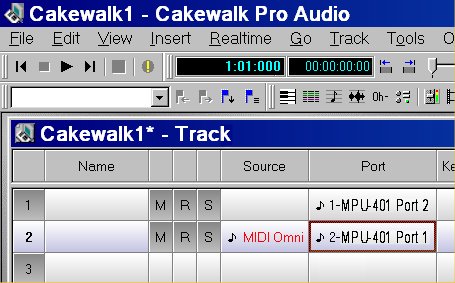 Cakewalk1 - Cakewalk Pro Audio
File Edit View Insert Realtime Go Track Tools O
1:01:000 00:00:00:00
Oh-
Cakewalk1* - Track
Name Source Port Ke
1 M R S 1-MPU-401 Port 2
2 M R S MIDI Omni 2-MPU-401 Port 1
3